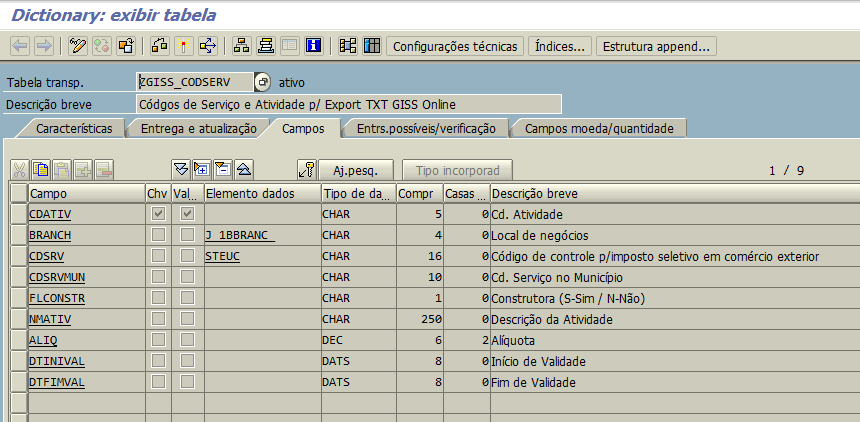 Dictionary: exibir tabela
Configurações técnicas Índices... Estrutura append...
Tabela transp. ZGISS_CODSERV ativo
Descrição breve Códgos de Serviço e Atividade p/ Export TXT GISS Online
Características Entrega e atualização Campos Entrs.possíveis/verificação Campos moeda/quantidade
Aj.pesq. Tipo incorporad 1 / 9
Campo Chv Val... Elemento dados Tipo de da... Compr Casas ... Descrição breve
CDATIV CHAR 5 0 Cd. Atividade
BRANCH J_1BBRANC_ CHAR 4 0 Local de negócios
CDSRV STEUC CHAR 16 0 Código de controle p/imposto seletivo em comércio exterior
CDSRVMUN CHAR 10 0 Cd. Serviço no Município
FLCONSTR CHAR 1 0 Construtora (S-Sim / N-Não)
NMATIV CHAR 250 0 Descrição da Atividade
ALIQ DEC 6 2 Alíquota
DTINIVAL DATS 8 0 Início de Validade
DTFIMVAL DATS 8 0 Fim de Validade